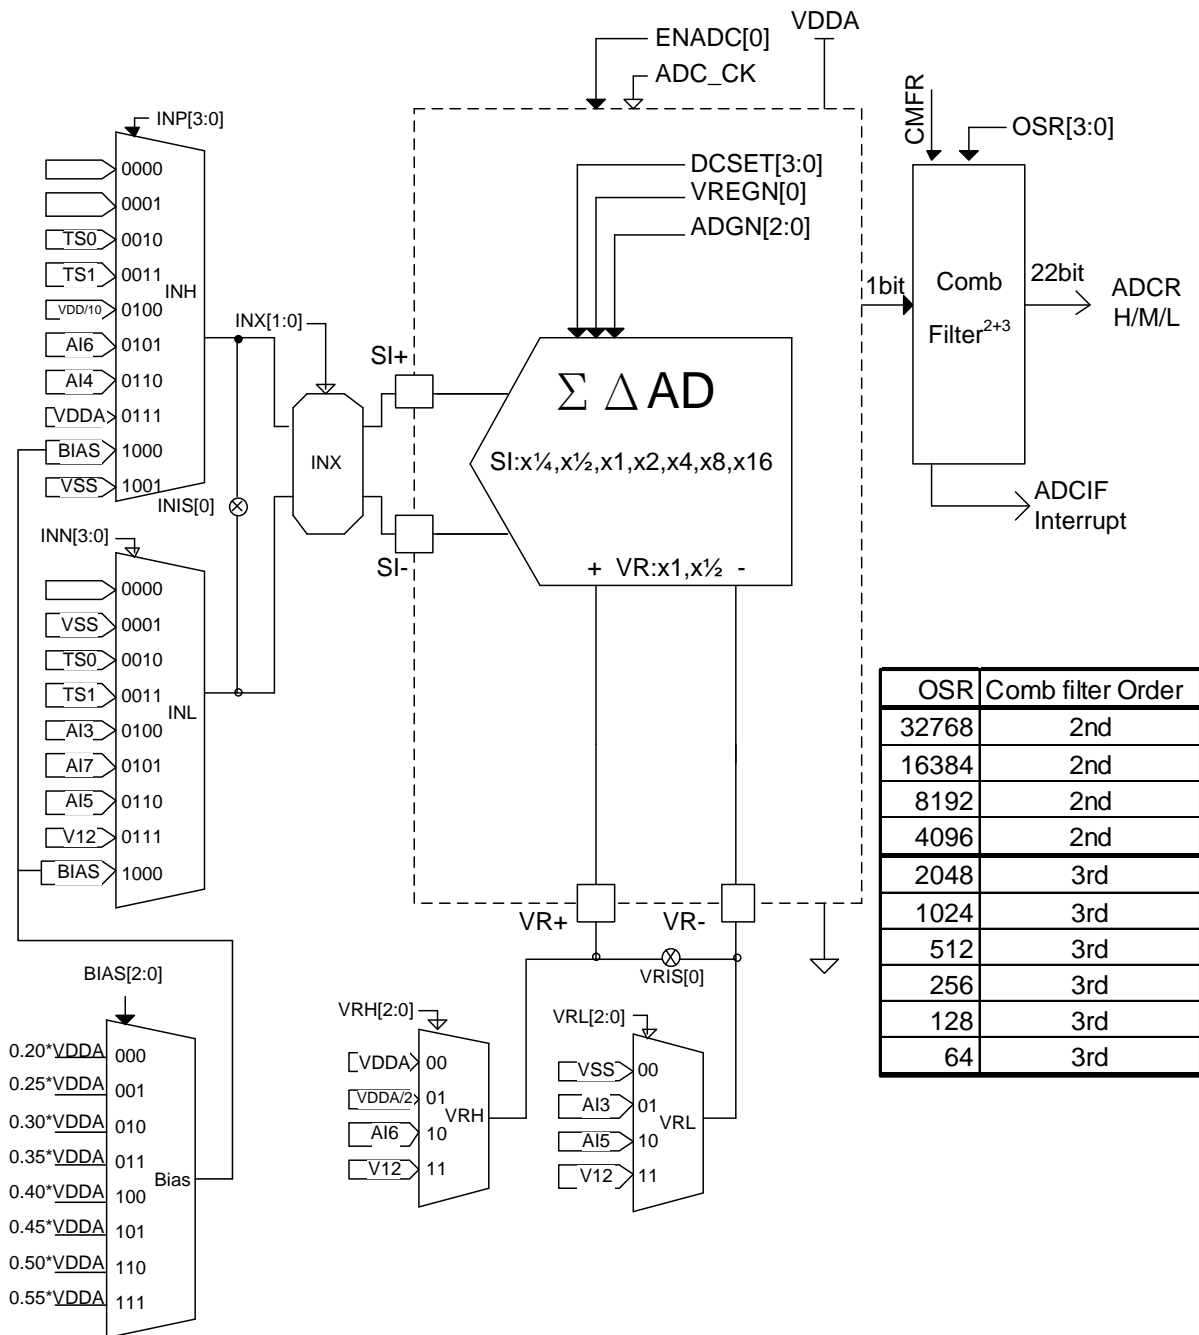 ENADC[0]
VDDA
ADC_CK
INP[3:0]
0000
0001
TS0 0010
TS1 0011
INH
VDD/10 0100
AI6 0101
AI4 0110
VDDA 0111
BIAS 1000
VSS 1001
INIS[0]
INN[3:0]
0000
VSS 0001
TS0 0010
TS1 0011
INL
AI3 0100
AI7 0101
AI5 0110
V12 0111
BIAS 1000
BIAS[2:0]
0.20*VDDA 000
0.25*VDDA 001
0.30*VDDA 010
0.35*VDDA 011
Bias
0.40*VDDA 100
0.45*VDDA 101
0.50*VDDA 110
0.55*VDDA 111
INX[1:0]
INX
SI+
SI-
DCSET[3:0]
VREGN[0]
ADGN[2:0]
Σ Δ AD
SI:x¼,x½,x1,x2,x4,x8,x16
+ VR:x1,x½ -
VR+
VR-
VRIS[0]
VRH[2:0]
VDDA 00
VDDA/2 01
VRH
AI6 10
V12 11
VRL[2:0]
VSS 00
AI3 01
VRL
AI5 10
V12 11
CMFR
OSR[3:0]
1bit
Comb
Filter²⁺³
22bit
ADCR
H/M/L
ADCIF
Interrupt
OSR Comb filter Order
32768 2nd
16384 2nd
8192 2nd
4096 2nd
2048 3rd
1024 3rd
512 3rd
256 3rd
128 3rd
64 3rd